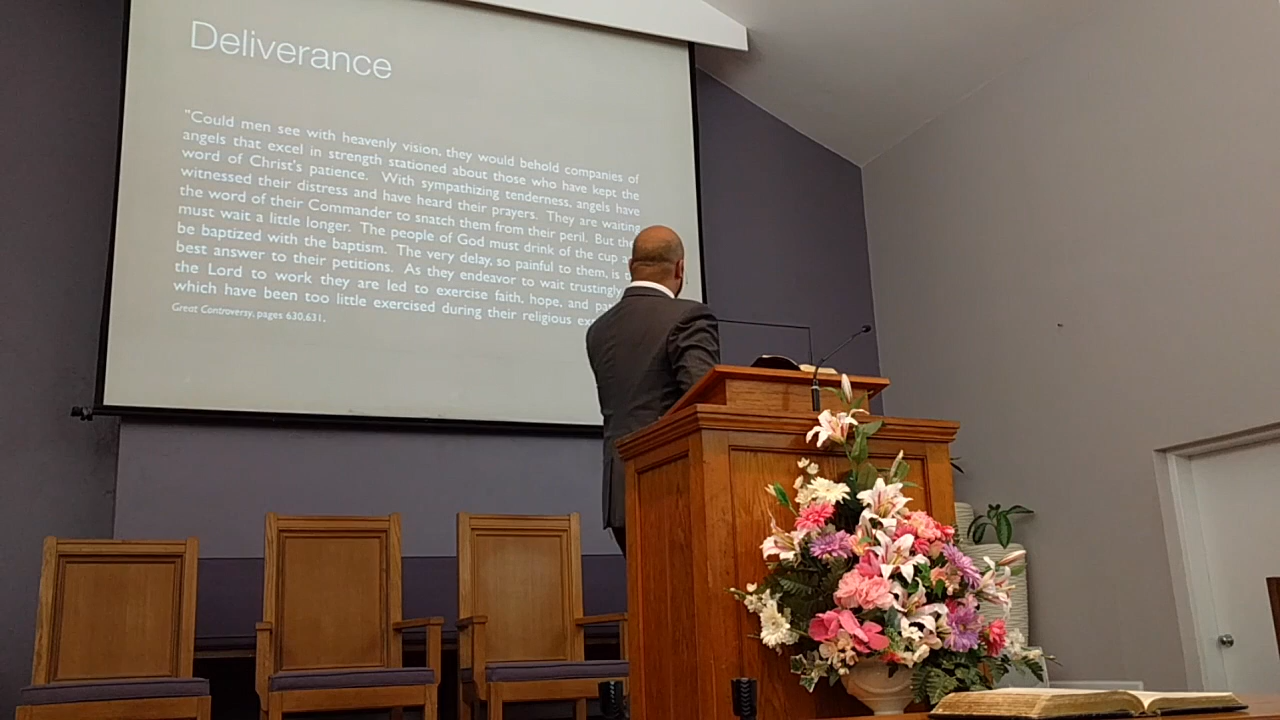 Deliverance
"Could men see with heavenly vision, they would behold companies of
angels that excel in strength stationed about those who have kept the
word of Christ's patience. With sympathizing tenderness, angels have
witnessed their distress and have heard their prayers. They are waiting
the word of their Commander to snatch them from their peril. But
must wait a little longer. The people of God must drink of the cup
be baptized with the baptism. The very delay, so painful to them, is
best answer to their petitions. As they endeavor to wait trustingly
the Lord to work they are led to exercise faith, hope, and
which have been too little exercised during their religious
Great Controversy, pages 630,631.